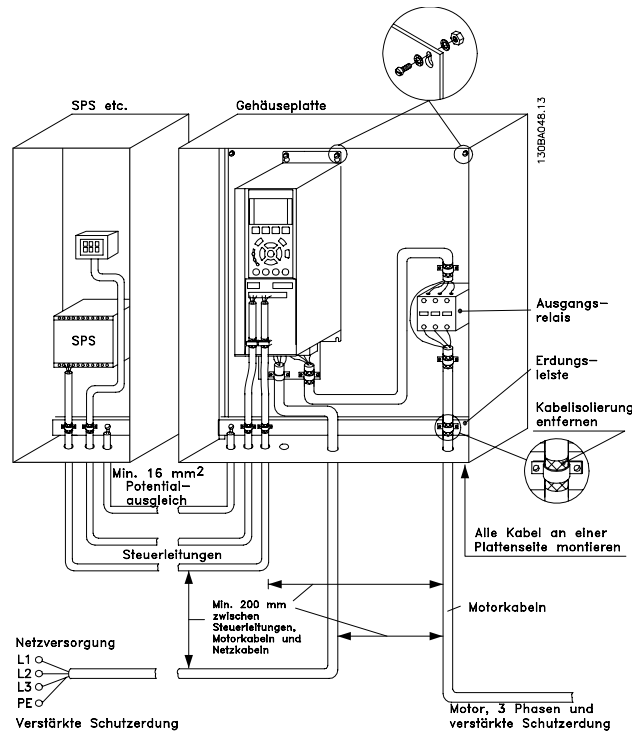 SPS etc.
Gehäuseplatte
130BA048.13
SPS
Ausgangs-
relais
Erdungs-
leiste
Kabelisolierung
entfernen
Min. 16 mm2
Potential-
ausgleich
Alle Kabel an einer
Plattenseite montieren
Steuerleitungen
Min. 200 mm
zwischen
Steuerleitungen,
Motorkabeln und
Netzkabeln
Motorkabeln
Netzversorgung
L1
L2
L3
PE
Verstärkte Schutzerdung
Motor, 3 Phasen und
verstärkte Schutzerdung